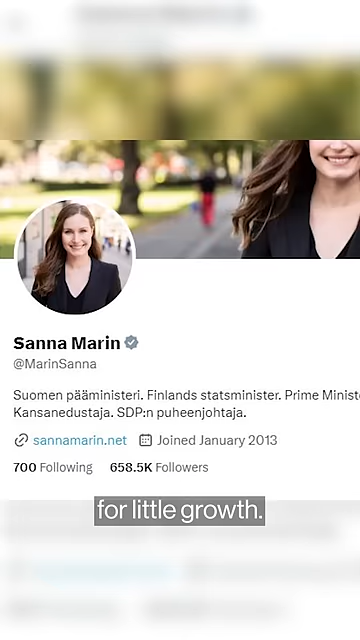 Sanna Marin
@MarinSanna
Suomen pääministeri. Finlands statsminister. Prime Minist
Kansanedustaja. SDP:n puheenjohtaja.
sannamarin.net Joined January 2013
700 Following 658.5K Followers
for little growth.